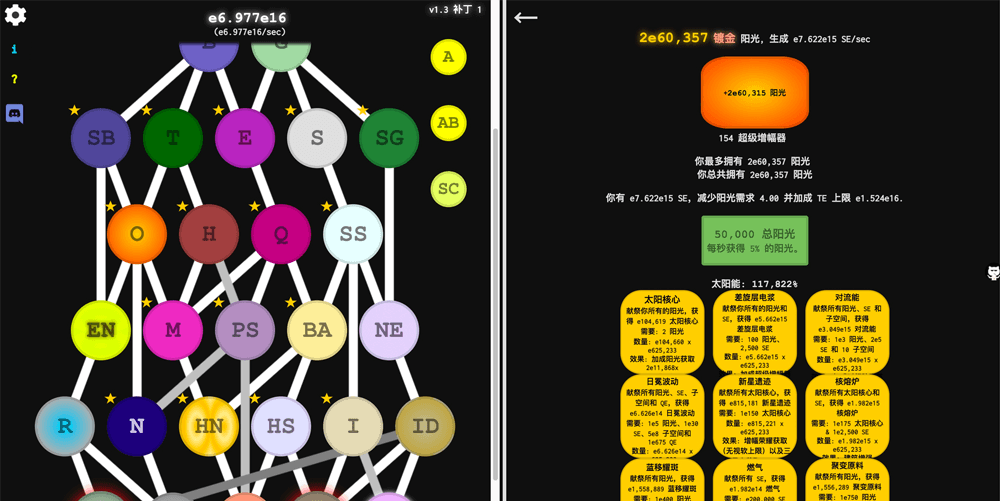 e6.977e16
(e6.977e16/sec)
v1.3 补丁 1
i
?
B
G
A
SB
T
E
S
SG
AB
SC
O
H
Q
SS
EN
M
PS
BA
NE
R
N
HN
HS
I
ID
2e60,357 镀金 阳光, 生成 e7.622e15 SE/sec
+2e60,315 阳光
154 超级增幅器
你最多拥有 2e60,357 阳光
你总共拥有 2e60,357 阳光
你有 e7.622e15 SE, 减少阳光需求 4.00 并加成 TE 上限 e1.524e16.
50,000 总阳光
每秒获得 5% 的阳光。
太阳能: 117,822%
太阳核心
献祭你所有的阳光, 获
得 e104,619 太阳核心
需要: 2 阳光
数量: e104,660 x
e625,233
效果: 加成阳光获取
2e11,868x
差旋层电浆
献祭你所有的阳光和
SE, 获得 e5.662e15
差旋层电浆
需要: 100 阳光、
2,500 SE
数量: e5.662e15 x
e625,233
对流能
献祭所有阳光、SE 和
子空间, 获得
e3.049e15 对流能
需要: 1e3 阳光、2e5
SE 和 10 子空间
数量: e3.049e15 x
e625,233
日冕波动
献祭所有阳光、SE、子
空间和 QE, 获得
e6.626e14 日冕波动
需要: 1e5 阳光、1e30
SE、5e8 子空间和
1e675 QE
数量: e6.626e14 x
新星遗迹
献祭所有太阳核心, 获
得 e815,181 新星遗迹
需要: 1e150 太阳核心
数量: e815,221 x
e625,233
效果: 增幅荣耀获取
(无视软上限) 以及三
核熔炉
献祭所有太阳核心和
SE, 获得 e1.982e15
核熔炉
需要: 1e175 太阳核心
& 1e2,500 SE
数量: e1.982e15 x
e625,233
蓝移耀斑
献祭所有阳光, 获得
e1,558,889 蓝移耀斑
需要: 1e400 阳光
燃气
献祭所有 SE, 获得
e1.982e14 燃气
需要: e200,000 SE
聚变原料
献祭所有阳光, 获得
e1,556,289 聚变原料
需要: 1e750 阳光